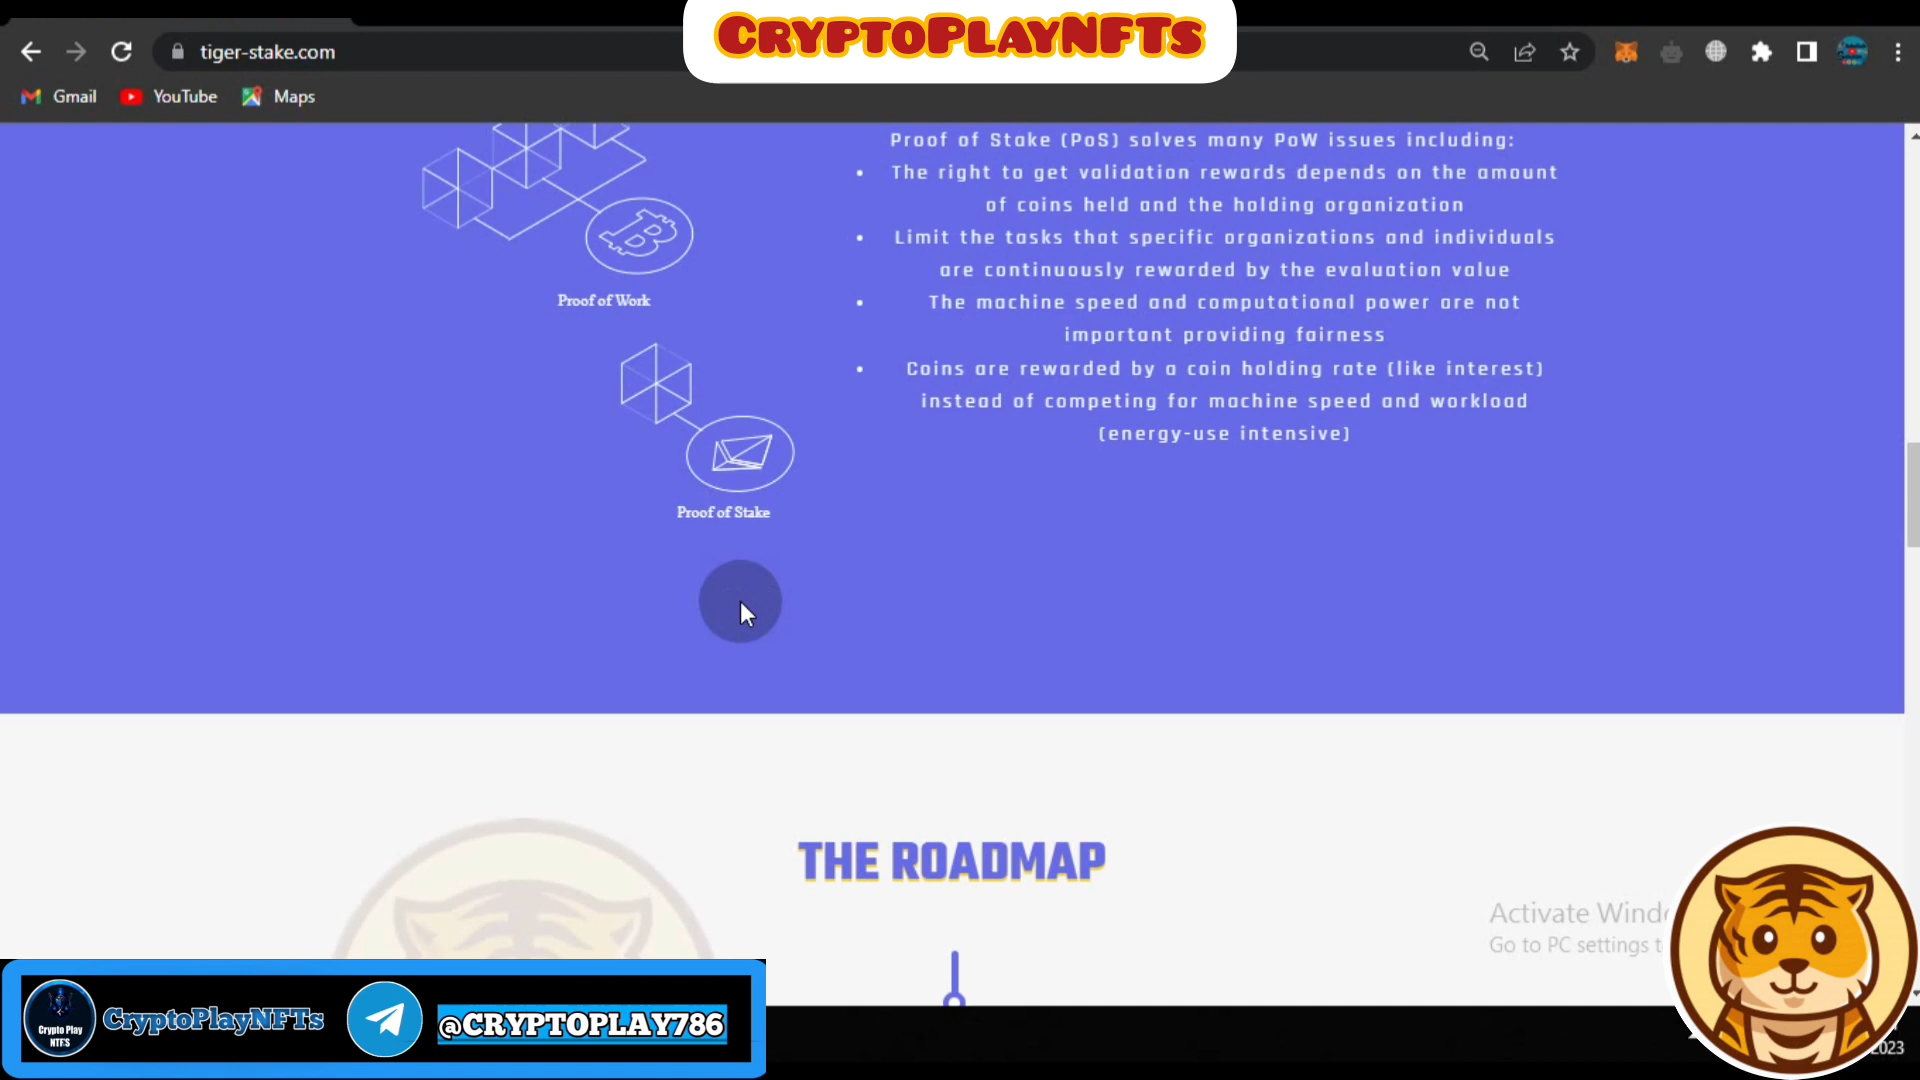 CryptoPlayNFTs
tiger-stake.com
Gmail
YouTube
Maps
Proof of Stake (PoS) solves many PoW issues including:
• The right to get validation rewards depends on the amount
of coins held and the holding organization
• Limit the tasks that specific organizations and individuals
are continuously rewarded by the evaluation value
• The machine speed and computational power are not
important providing fairness
• Coins are rewarded by a coin holding rate (like interest)
instead of competing for machine speed and workload
(energy-use intensive)
Proof of Work
Proof of Stake
THE ROADMAP
Activate
Go to PC settings
Crypto Play
NTFS
CryptoPlayNFTs
@CRYPTOPLAY786
2023